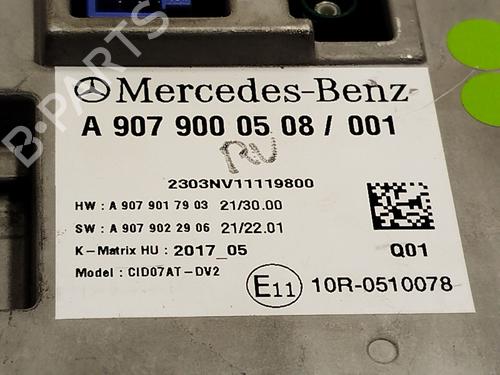 Mercedes-Benz
A 907 900 05 08 / 001
2303NV11119800
HW : A 907 901 79 03 21/30.00
SW : A 907 902 29 06 21/22.01
K-Matrix HU : 2017_05
Q01
Model : CID07AT-DV2
E11 10R-0510078
B-PARTS